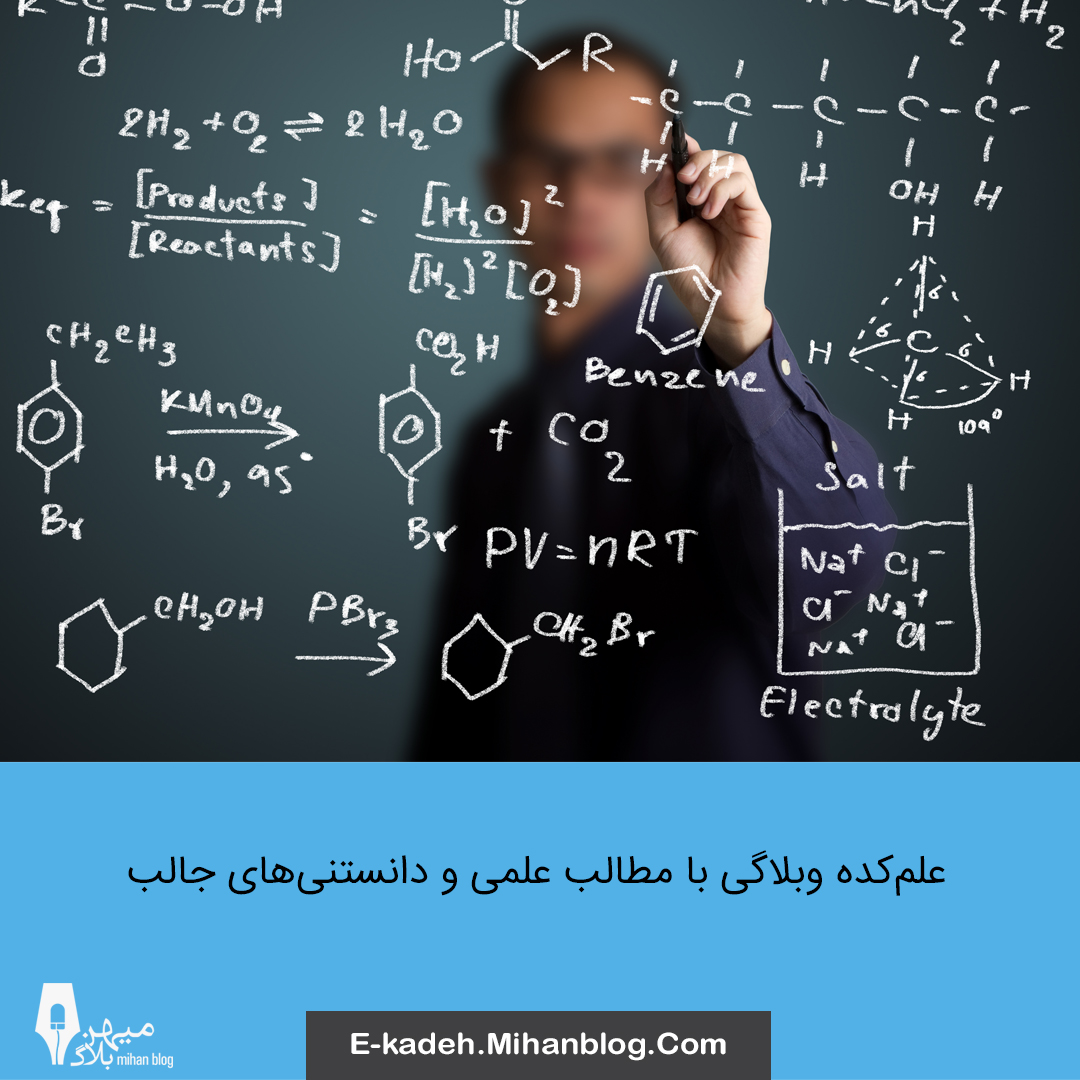 HO
R
2H₂ + O₂ ⇌ 2H₂O
Keq = [Products] / [Reactants] = [H₂O]² / [H₂]² [O₂]
-C-C-C-C-C-
H H H OH H
Benzene
H
σ
H σ C σ H
σ
H 109°
CH₂CH₃
KMnO₄
H₂O, 95°
Br
CO₂H
+ CO₂
Br
PV=nRT
Salt
Na⁺ Cl⁻
Cl⁻ Na⁺
Na⁺ Cl⁻
Electrolyte
CH₂OH
PBr₃
CH₂Br
علم‌کده وبلاگی با مطالب علمی و دانستنی‌های جالب
میهن
بلاگ mihan blog
E-kadeh.Mihanblog.Com